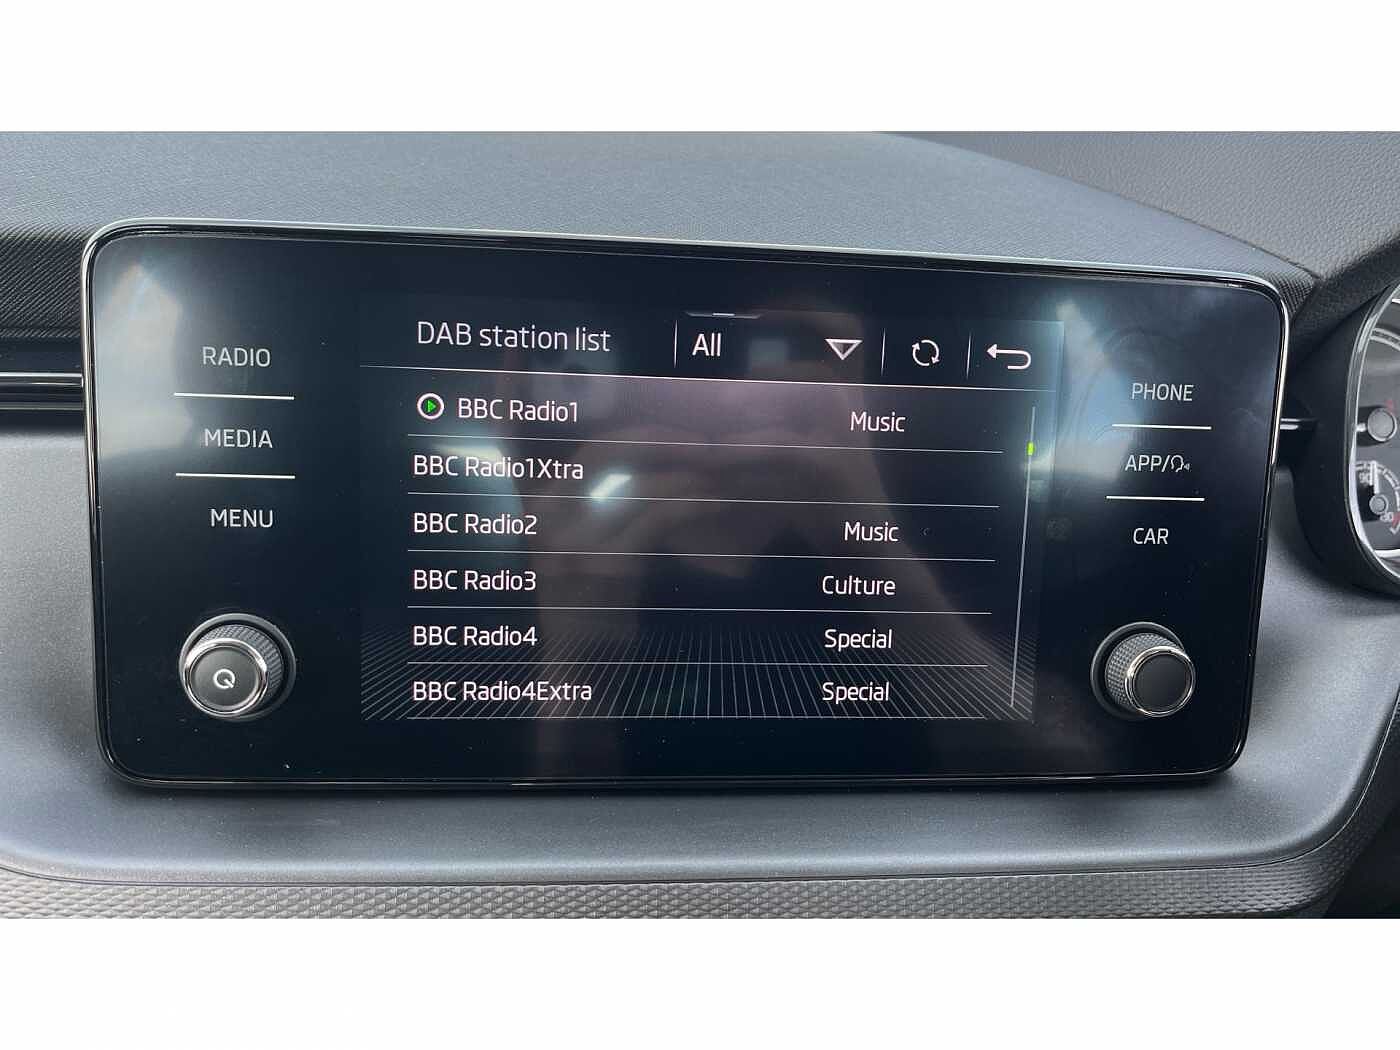 DAB station list All
RADIO
MEDIA
MENU
BBC Radio1 Music
BBC Radio1Xtra
BBC Radio2 Music
BBC Radio3 Culture
BBC Radio4 Special
BBC Radio4Extra Special
PHONE
APP/
CAR